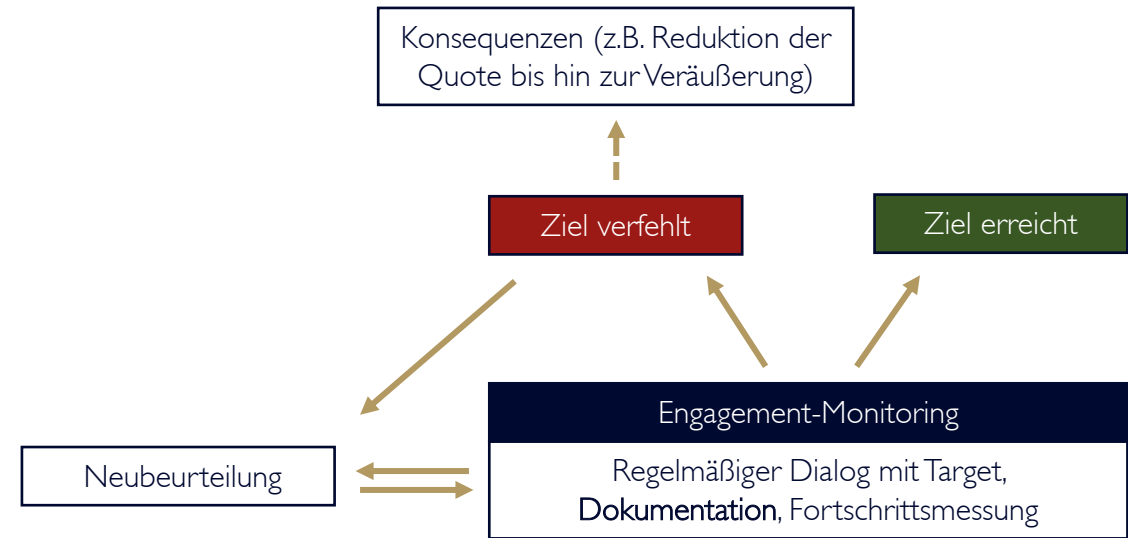 Konsequenzen (z.B. Reduktion der
Quote bis hin zur Veräußerung)
Ziel verfehlt
Ziel erreicht
Engagement-Monitoring
Neubeurteilung
Regelmäßiger Dialog mit Target,
Dokumentation, Fortschrittsmessung